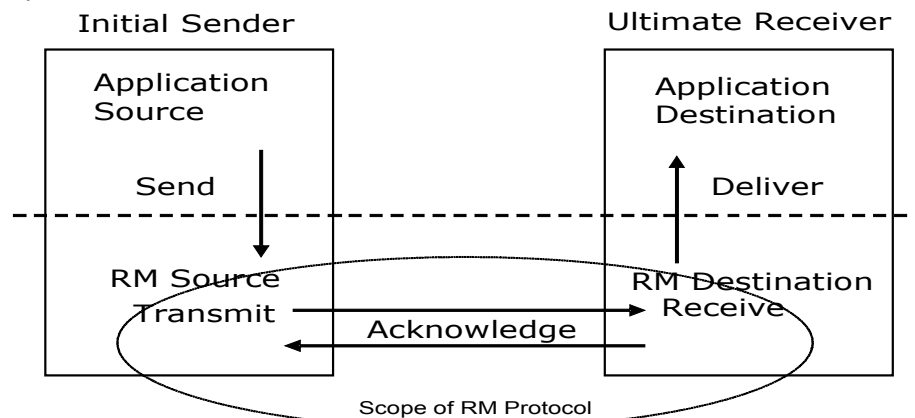 Initial Sender
Ultimate Receiver
Application
Source
Application
Destination
Send
Deliver
RM Source
Transmit
RM Destination
Receive
Acknowledge
Scope of RM Protocol